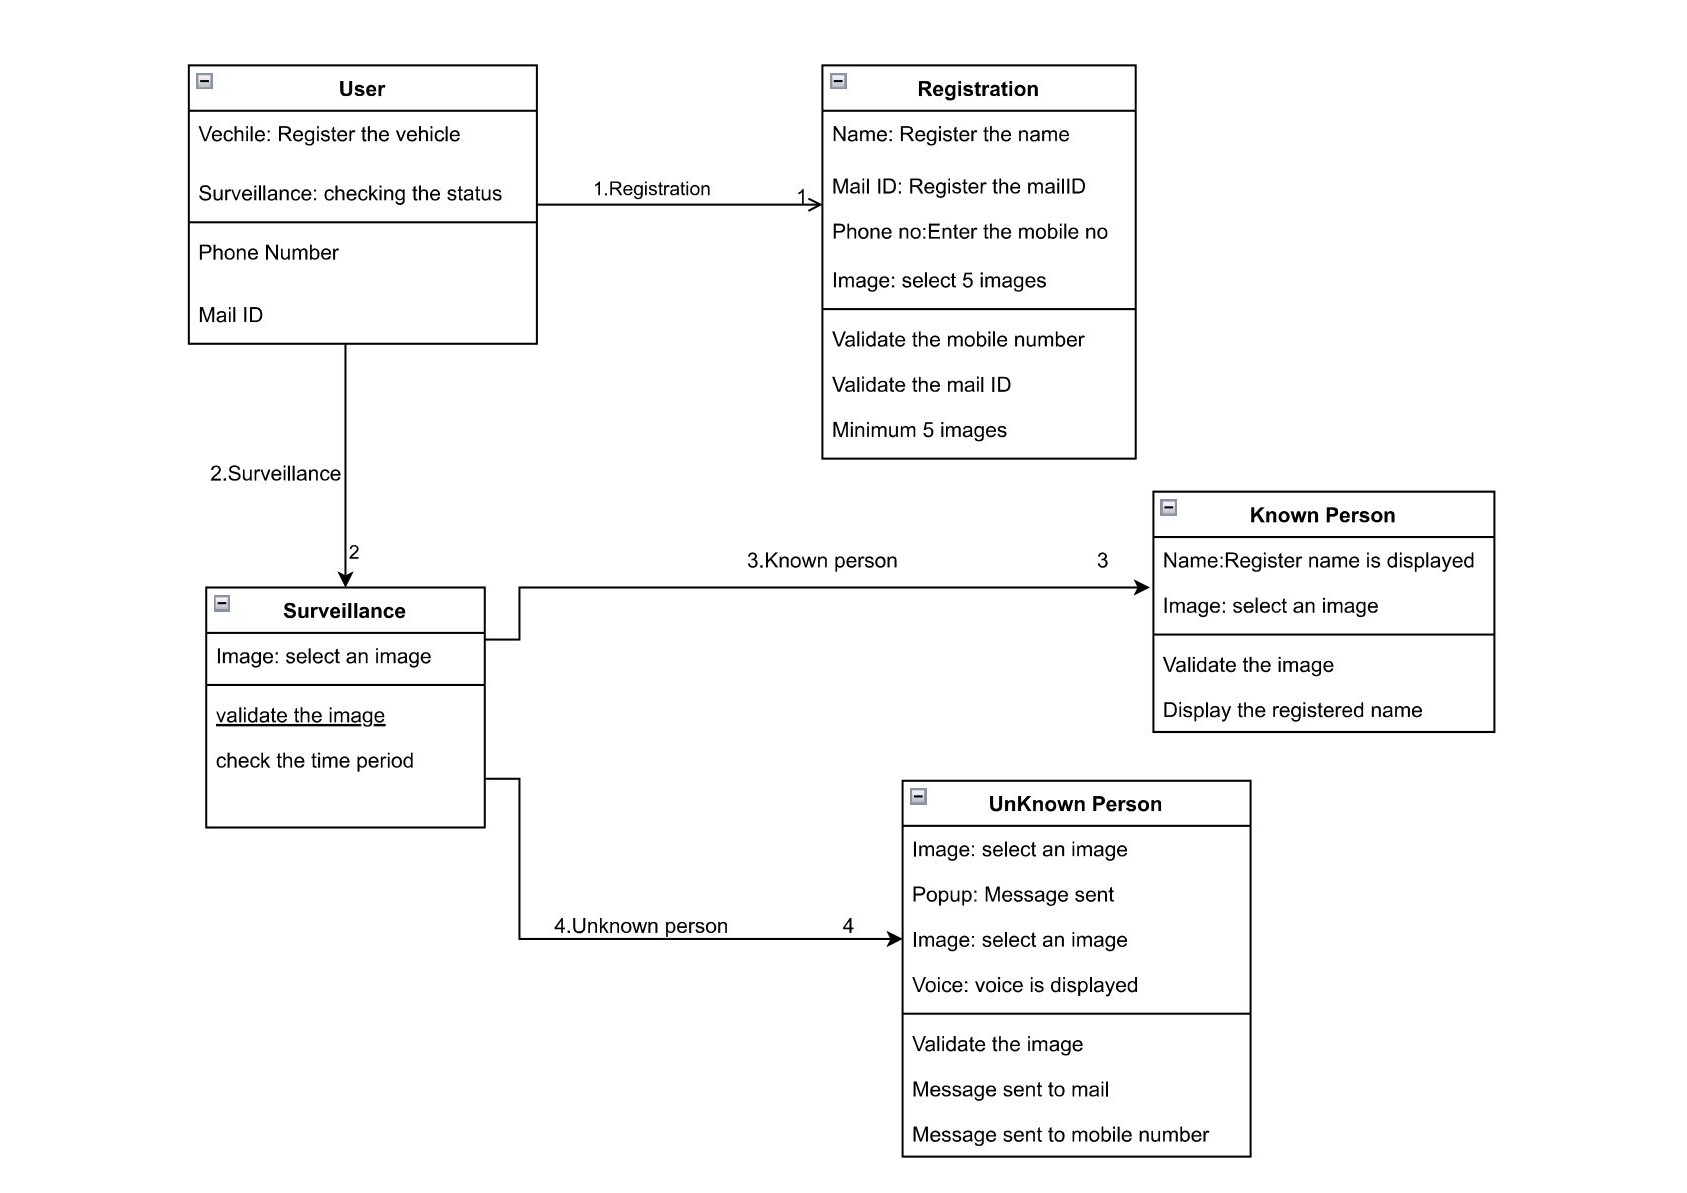 User
Vechile: Register the vehicle
Surveillance: checking the status
Phone Number
Mail ID
1.Registration
1
Registration
Name: Register the name
Mail ID: Register the mailID
Phone no:Enter the mobile no
Image: select 5 images
Validate the mobile number
Validate the mail ID
Minimum 5 images
2.Surveillance
2
Surveillance
Image: select an image
validate the image
check the time period
3.Known person
3
Known Person
Name:Register name is displayed
Image: select an image
Validate the image
Display the registered name
4.Unknown person
4
UnKnown Person
Image: select an image
Popup: Message sent
Image: select an image
Voice: voice is displayed
Validate the image
Message sent to mail
Message sent to mobile number